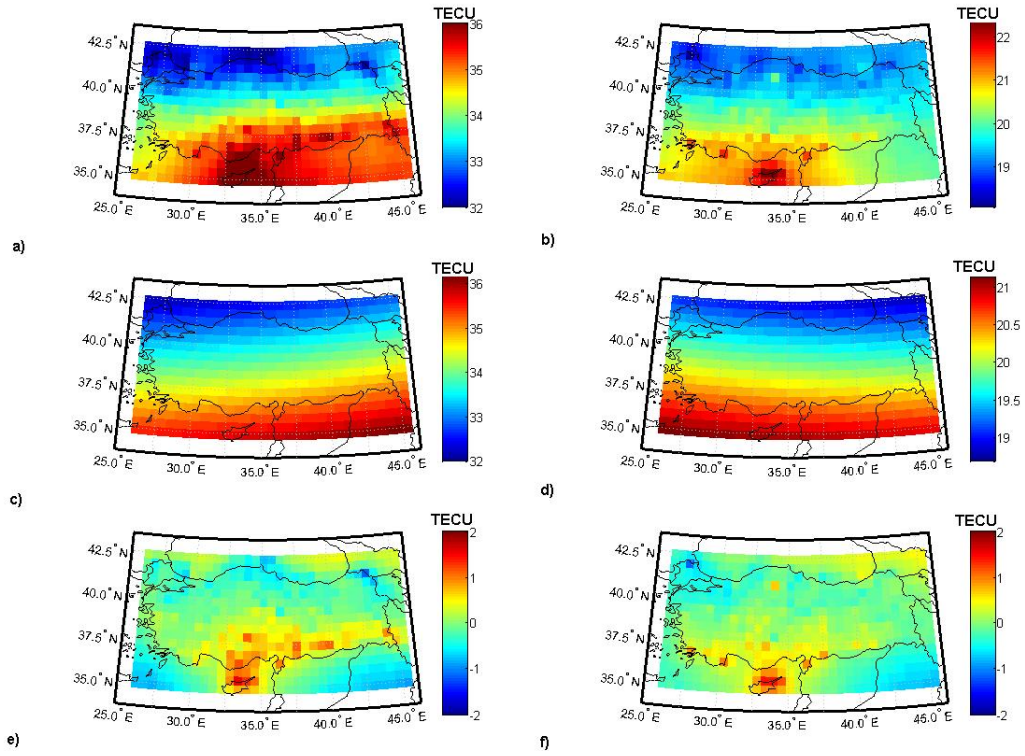 TECU
36
35
34
33
32
42.5° N
40.0° N
37.5° N
35.0° N
25.0° E
30.0° E
35.0° E
40.0° E
45.0° E
a)
TECU
22
21
20
19
42.5° N
40.0° N
37.5° N
35.0° N
25.0° E
30.0° E
35.0° E
40.0° E
45.0° E
b)
TECU
36
35
34
33
32
42.5° N
40.0° N
37.5° N
35.0° N
25.0° E
30.0° E
35.0° E
40.0° E
45.0° E
c)
TECU
21
20.5
20
19.5
19
42.5° N
40.0° N
37.5° N
35.0° N
25.0° E
30.0° E
35.0° E
40.0° E
45.0° E
d)
TECU
2
1
0
-1
-2
42.5° N
40.0° N
37.5° N
35.0° N
25.0° E
30.0° E
35.0° E
40.0° E
45.0° E
e)
TECU
2
1
0
-1
-2
42.5° N
40.0° N
37.5° N
35.0° N
25.0° E
30.0° E
35.0° E
40.0° E
45.0° E
f)